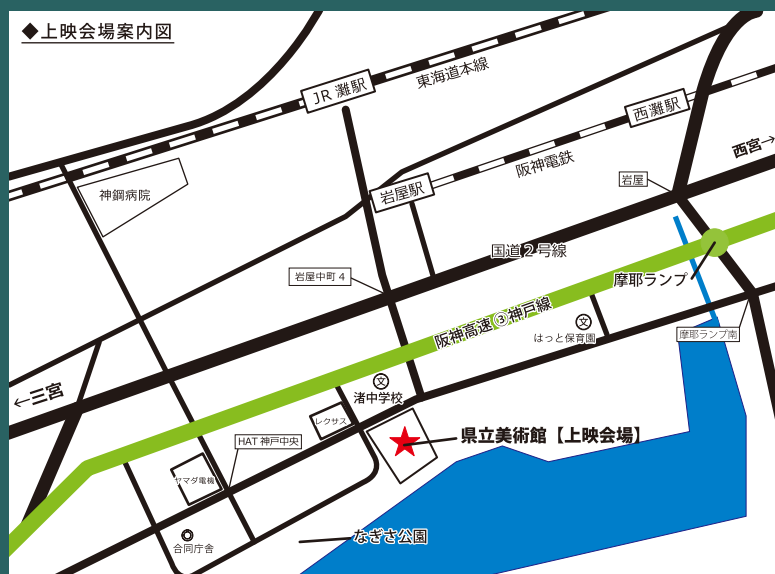 ◆上映会場案内図
JR 灘駅
東海道本線
西灘駅
西宮→
阪神電鉄
岩屋
神鋼病院
岩屋駅
国道２号線
岩屋中町４
摩耶ランプ
阪神高速③神戸線
文
はっと保育園
摩耶ランプ南
←三宮
文
渚中学校
レクサス
県立美術館【上映会場】
HAT 神戸中央
ヤマダ電機
なぎさ公園
合同庁舎